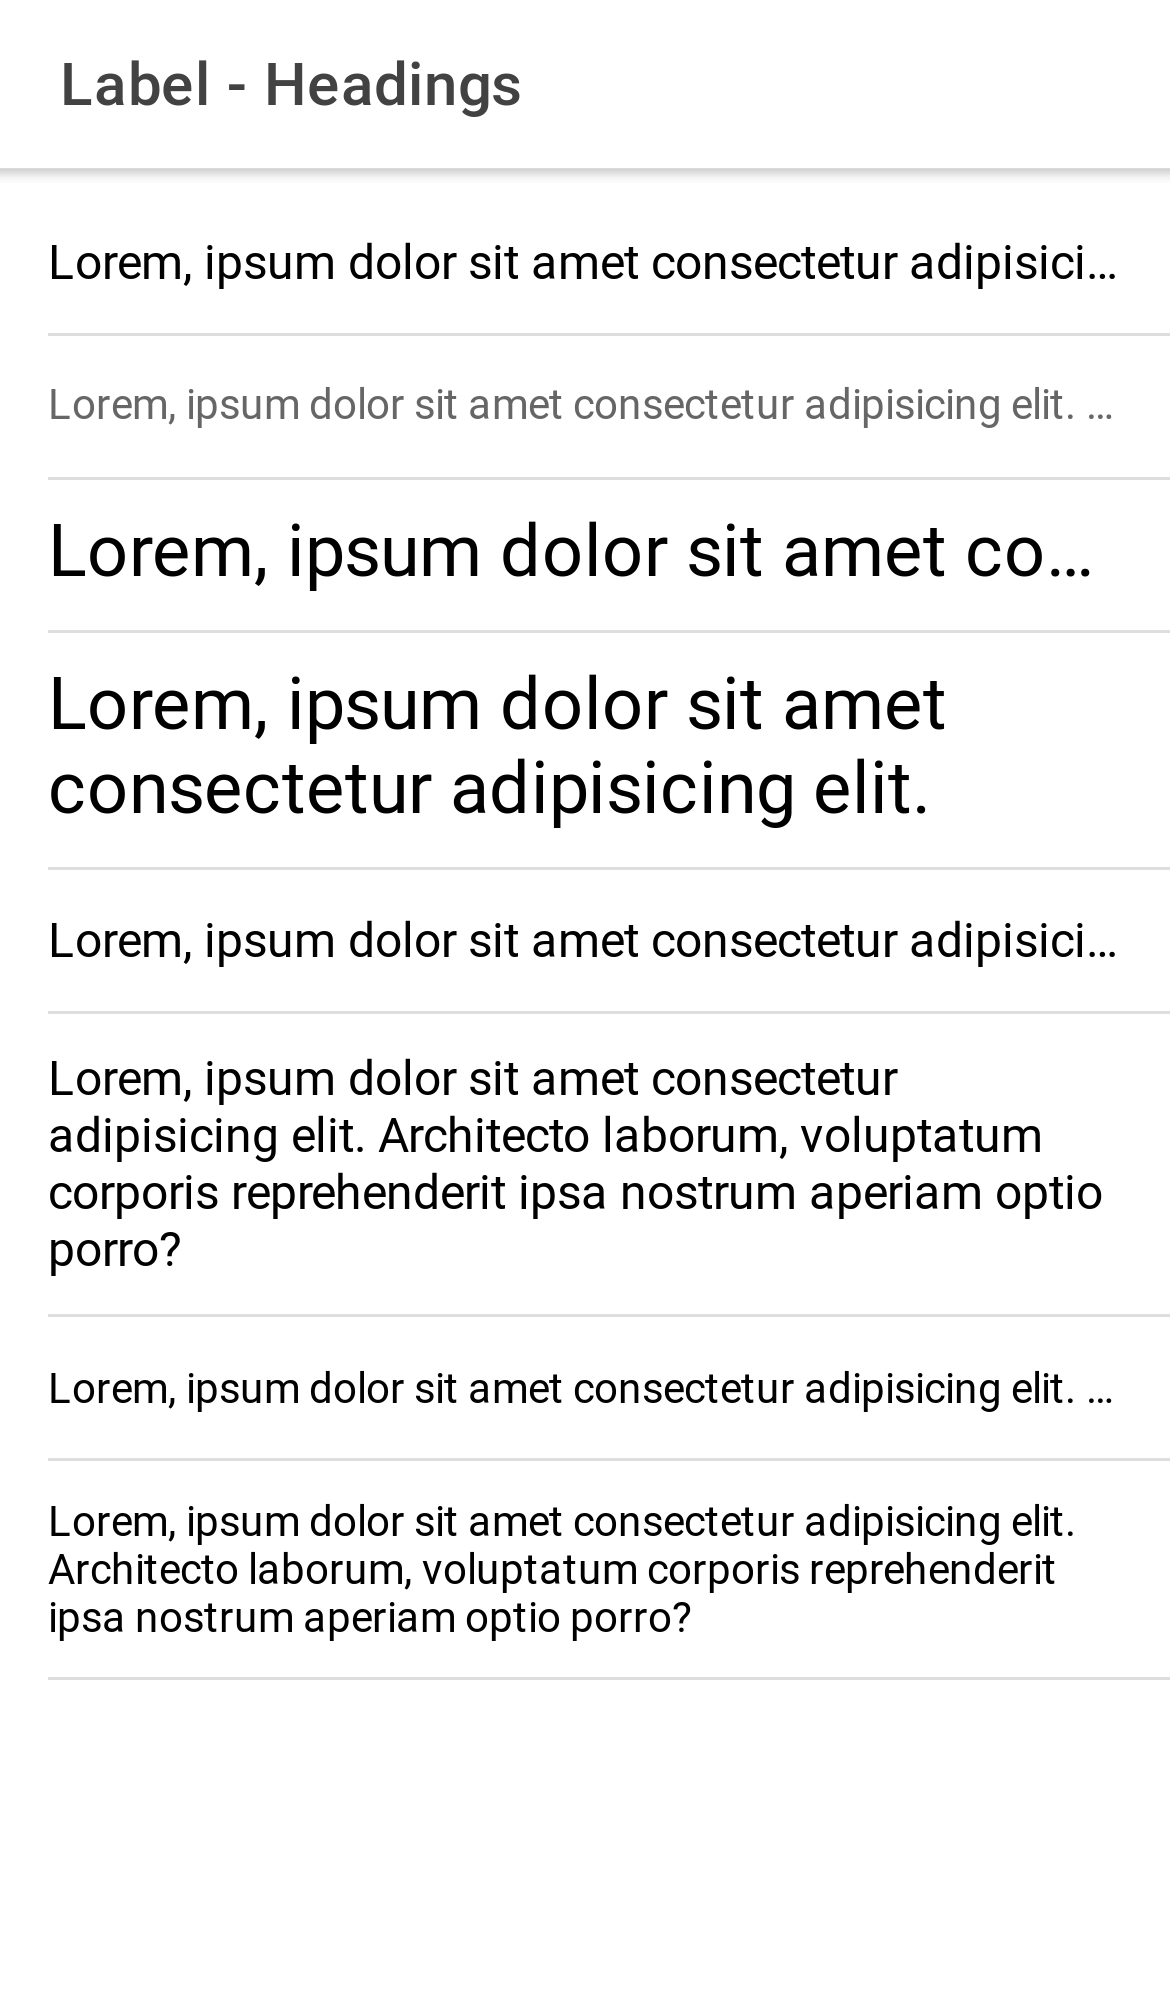 Label - Headings
Lorem, ipsum dolor sit amet consectetur adipisici...
Lorem, ipsum dolor sit amet consectetur adipisicing elit. ...
Lorem, ipsum dolor sit amet co...
Lorem, ipsum dolor sit amet
consectetur adipisicing elit.
Lorem, ipsum dolor sit amet consectetur adipisici...
Lorem, ipsum dolor sit amet consectetur
adipisicing elit. Architecto laborum, voluptatum
corporis reprehenderit ipsa nostrum aperiam optio
porro?
Lorem, ipsum dolor sit amet consectetur adipisicing elit. ...
Lorem, ipsum dolor sit amet consectetur adipisicing elit.
Architecto laborum, voluptatum corporis reprehenderit
ipsa nostrum aperiam optio porro?